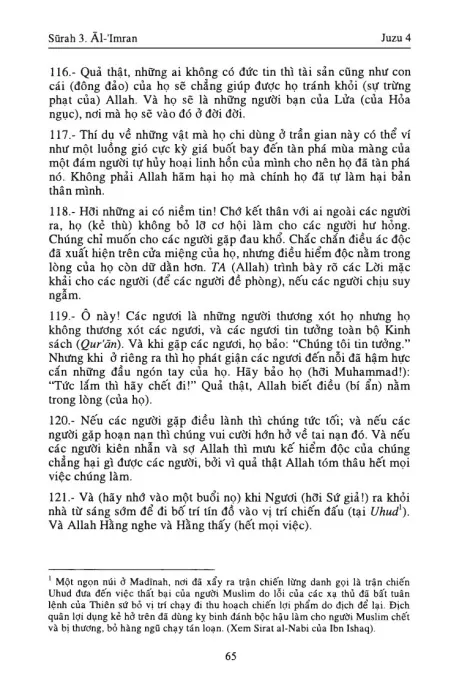 Sūrah 3. Āl-'Imran Juzu 4
116.- Quả thật, những ai không có đức tin thì tài sản cũng như con
cái (đông đảo) của họ sẽ chẳng giúp được họ tránh khỏi (sự trừng
phạt của) Allah. Và họ sẽ là những người bạn của Lửa (của Hỏa
ngục), nơi mà họ sẽ vào đó ở đời đời.
117.- Thí dụ về những vật mà họ chi dùng ở trần gian này có thể ví
như một luồng gió cực kỳ giá buốt bay đến tàn phá mùa màng của
một đám người tự hủy hoại linh hồn của mình cho nên họ đã tàn phá
nó. Không phải Allah hãm hại họ mà chính họ đã tự làm hại bản
thân mình.
118.- Hỡi những ai có niềm tin! Chớ kết thân với ai ngoài các người
ra, họ (kẻ thù) không bỏ lỡ cơ hội làm cho các người hư hỏng.
Chúng chỉ muốn cho các người gặp đau khổ. Chắc chắn điều ác độc
đã xuất hiện trên cửa miệng của họ, nhưng điều hiểm độc nằm trong
lòng của họ còn dữ dằn hơn. TA (Allah) trình bày rõ các Lời mặc
khải cho các người (để các người đề phòng), nếu các người chịu suy
ngẫm.
119.- Ồ này! Các ngươi là những người thương xót họ nhưng họ
không thương xót các ngươi, và các ngươi tin tưởng toàn bộ Kinh
sách (Qur'ān). Và khi gặp các ngươi, họ bảo: “Chúng tôi tin tưởng.”
Nhưng khi ở riêng ra thì họ phát giận các ngươi đến nỗi đã hậm hực
cắn những đầu ngón tay của họ. Hãy bảo họ (hỡi Muhammad!):
“Tức lắm thì hãy chết đi!” Quả thật, Allah biết điều (bí ẩn) nằm
trong lòng (của họ).
120.- Nếu các người gặp điều lành thì chúng tức tối; và nếu các
người gặp hoạn nạn thì chúng vui cười hớn hở về tai nạn đó. Và nếu
các người kiên nhẫn và sợ Allah thì mưu kế hiểm độc của chúng
chẳng hại gì được các người, bởi vì quả thật Allah tóm thâu hết mọi
việc chúng làm.
121.- Và (hãy nhớ vào một buổi nọ) khi Ngươi (hỡi Sứ giả!) ra khỏi
nhà từ sáng sớm để đi bố trí tín đồ vào vị trí chiến đấu (tại Uhud¹).
Và Allah Hằng nghe và Hằng thấy (hết mọi việc).
¹ Một ngọn núi ở Madīnah, nơi đã xẩy ra trận chiến lừng danh gọi là trận chiến
Uhud đưa đến việc thất bại của người Muslim do lỗi của các xạ thủ đã bất tuân
lệnh của Thiên sứ bỏ vị trí chạy đi thu hoạch chiến lợi phẩm do địch để lại. Địch
quân lợi dụng kẻ hở trên đã dùng kỵ binh đánh bộc hậu làm cho người Muslim chết
và bị thương, bỏ hàng ngũ chạy tán loạn. (Xem Sirat al-Nabi của Ibn Ishaq).
65